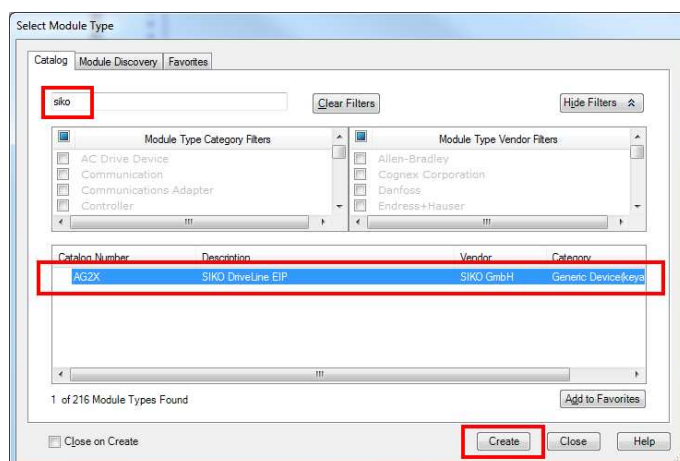 Select Module Type
Catalog Module Discovery Favorites
siko Clear Filters Hide Filters
Module Type Category Filters Module Type Vendor Filters
AC Drive Device Allen-Bradley
Communication Cognex Corporation
Communications Adapter Danfoss
Controller Endress+Hauser
Catalog Number Description Vendor Category
AG2X SIKO DriveLine EIP SIKO GmbH Generic Device(keya
1 of 216 Module Types Found Add to Favorites
Close on Create Create Close Help